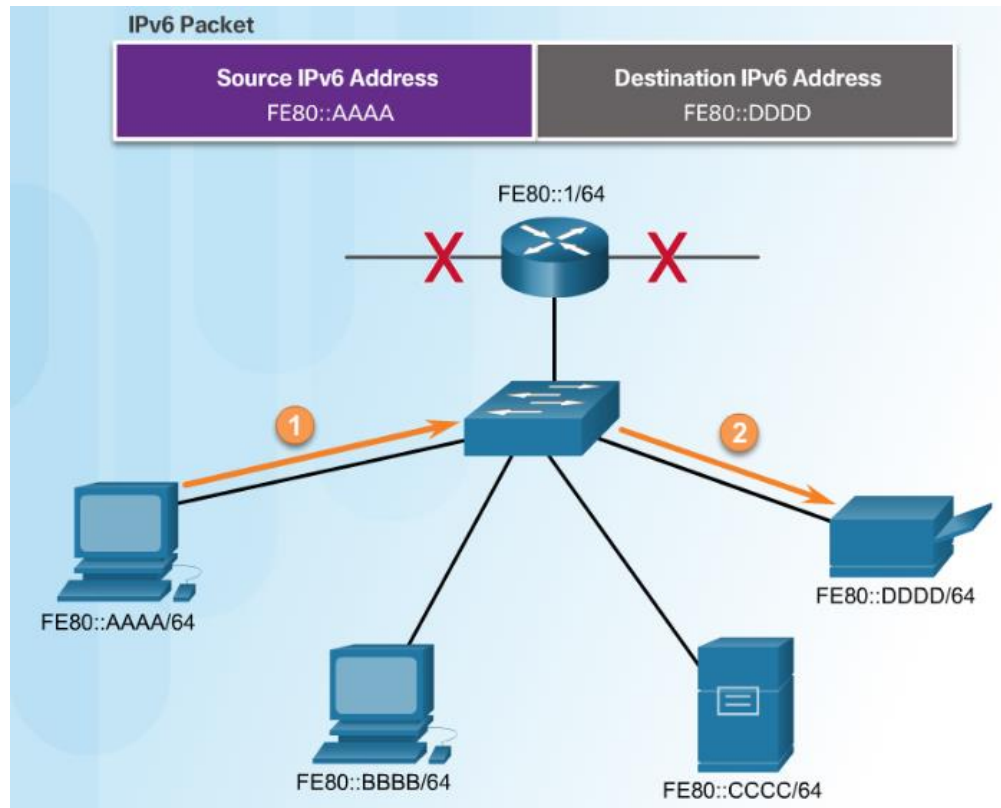 IPv6 Packet
Source IPv6 Address
FE80::AAAA
Destination IPv6 Address
FE80::DDDD
FE80::1/64
X
X
1
2
FE80::AAAA/64
FE80::DDDD/64
FE80::BBBB/64
FE80::CCCC/64